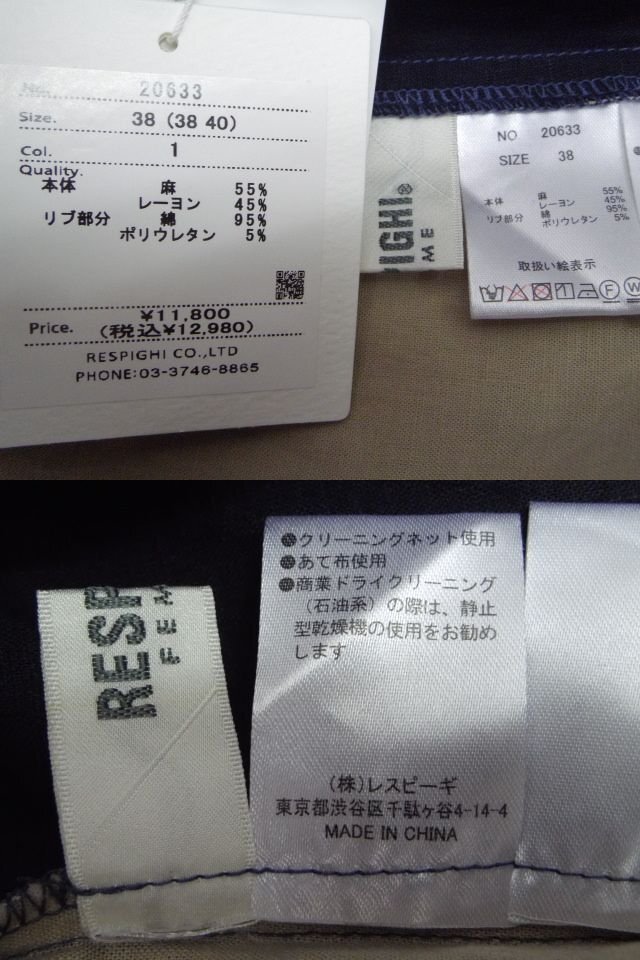 No. 20633
Size. 38 (38 40)
Col. 1
Quality.
本体 麻 55%
レーヨン 45%
リブ部分 綿 95%
ポリウレタン 5%
¥11,800
Price. (税込¥12,980)
RESPIGHI CO.,LTD
PHONE:03-3746-8865
PIGHI®
ME
NO 20633
SIZE 38
本体 麻 55%
レーヨン 45%
リブ部分 綿 95%
ポリウレタン 5%
取扱い絵表示
F
W
RESP
FEM
●クリーニングネット使用
●あて布使用
●商業ドライクリーニング
(石油系)の際は、静止
型乾燥機の使用をお勧め
します
(株)レスピーギ
東京都渋谷区千駄ヶ谷4-14-4
MADE IN CHINA